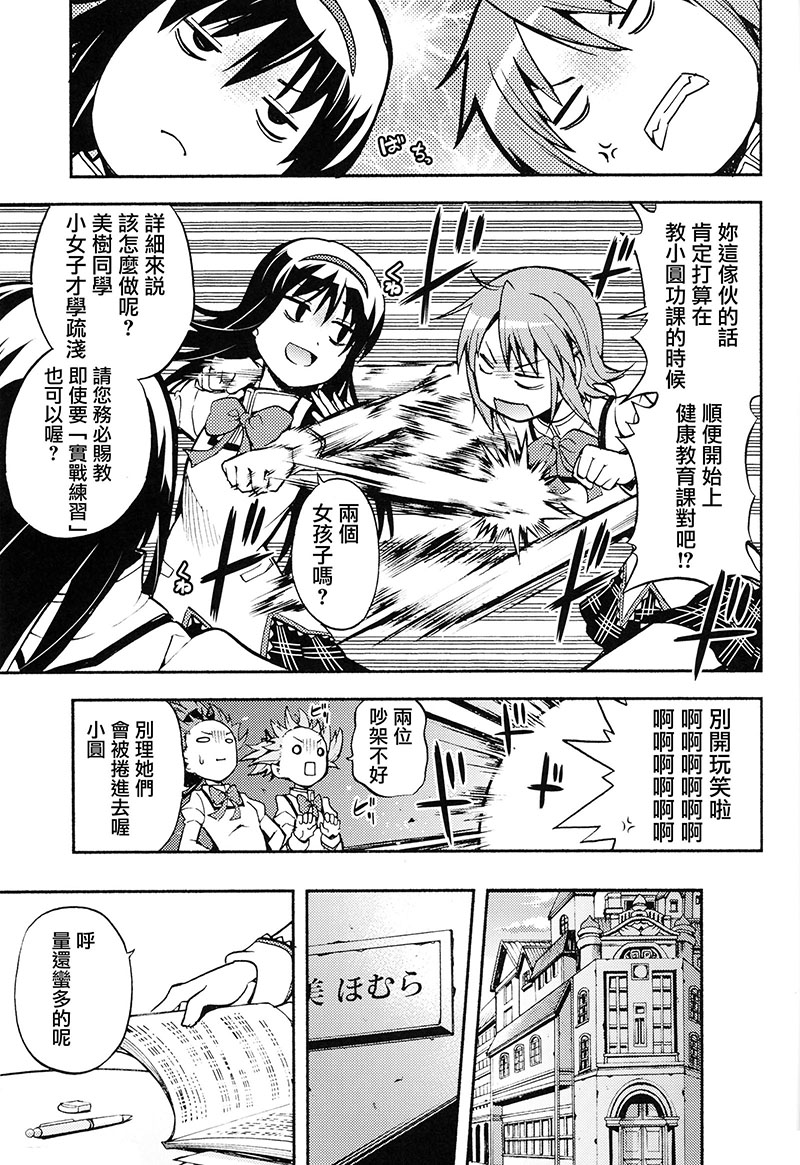 ばちっ
妳這傢伙的話
肯定打算在
教小圓功課的時候
順便開始上
健康教育課對吧!?
くわっ
兩個
女孩子嗎?
詳細來說
該怎麼做呢?
美樹同學
小女子才學疏淺
請您務必賜教
即使要「實戰練習」
也可以喔?
くわっ
別開玩笑啦
啊啊啊啊啊
啊啊啊啊啊
啊啊啊啊啊
兩位
吵架不好
別理她們
會被捲進去喔
小圓
美ほむら
呼
量還蠻多的呢